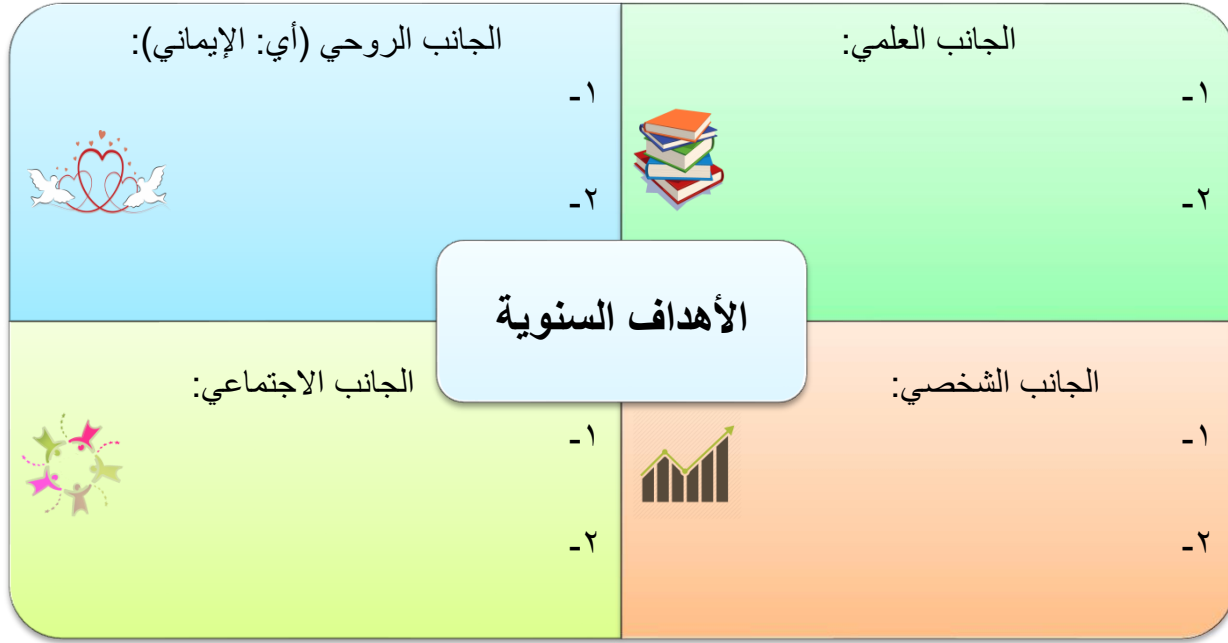 الجانب العلمي:
١-
٢-
الجانب الروحي (أي: الإيماني):
١-
٢-
الأهداف السنوية
الجانب الشخصي:
١-
٢-
الجانب الاجتماعي:
١-
٢-